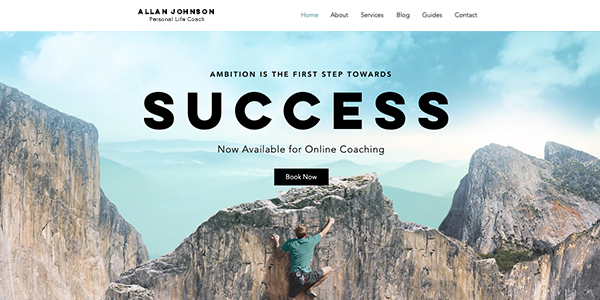 ALLAN JOHNSON
Personal Life Coach
Home About Services Blog Guides Contact
AMBITION IS THE FIRST STEP TOWARDS
SUCCESS
Now Available for Online Coaching
Book Now